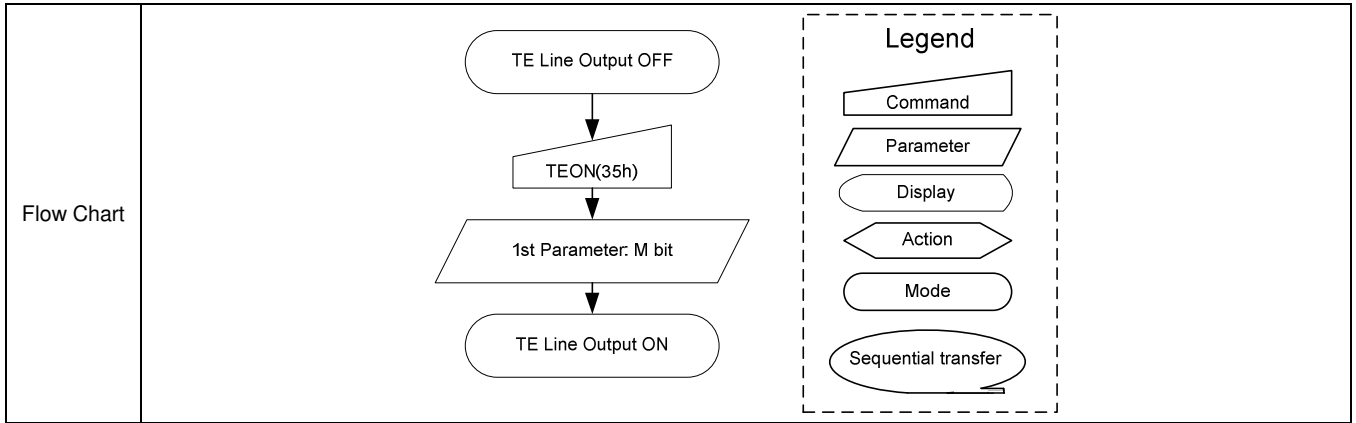 Flow Chart
TE Line Output OFF
TEON(35h)
1st Parameter: M bit
TE Line Output ON
Legend
Command
Parameter
Display
Action
Mode
Sequential transfer